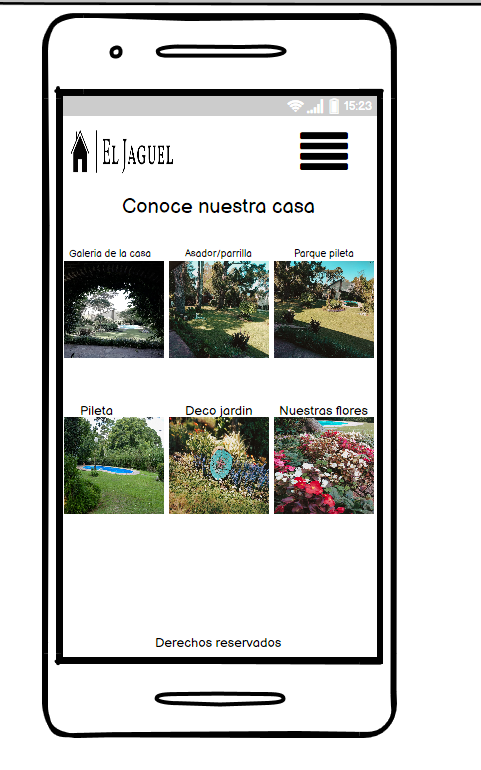 15:23
EL JAGUEL
Conoce nuestra casa
Galeria de la casa
Asador/parrilla
Parque pileta
Pileta
Deco jardin
Nuestras flores
Derechos reservados